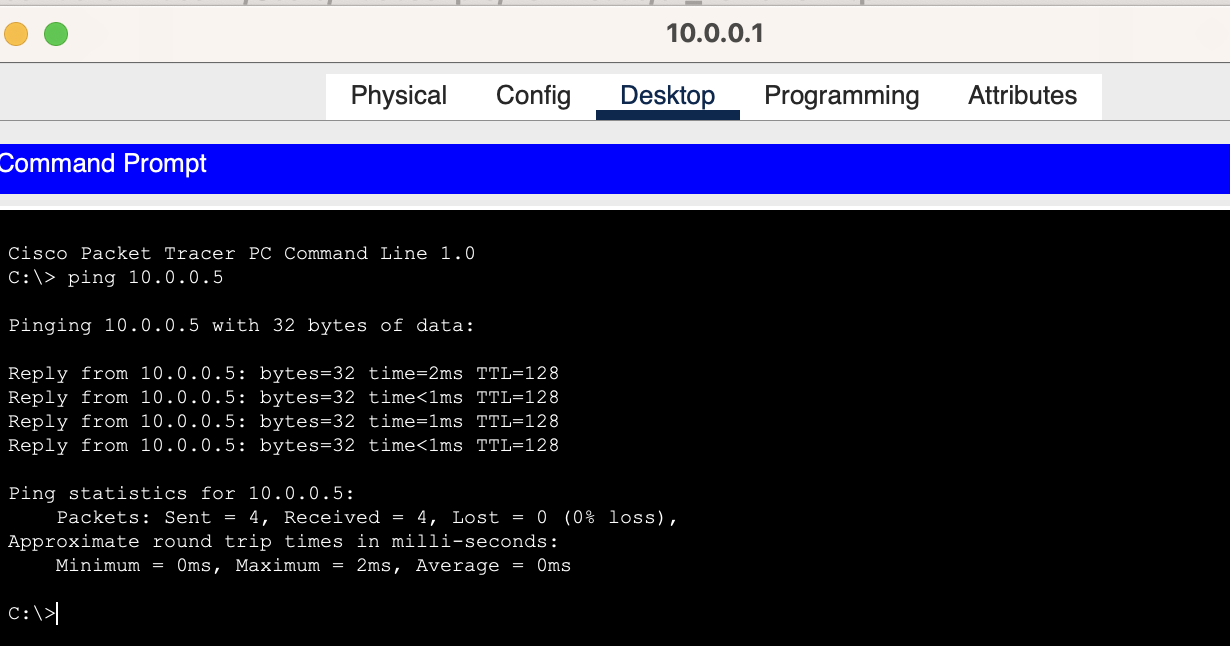 10.0.0.1
Physical Config Desktop Programming Attributes
Command Prompt
Cisco Packet Tracer PC Command Line 1.0
C:\> ping 10.0.0.5
Pinging 10.0.0.5 with 32 bytes of data:
Reply from 10.0.0.5: bytes=32 time=2ms TTL=128
Reply from 10.0.0.5: bytes=32 time<1ms TTL=128
Reply from 10.0.0.5: bytes=32 time=1ms TTL=128
Reply from 10.0.0.5: bytes=32 time<1ms TTL=128
Ping statistics for 10.0.0.5:
    Packets: Sent = 4, Received = 4, Lost = 0 (0% loss),
Approximate round trip times in milli-seconds:
    Minimum = 0ms, Maximum = 2ms, Average = 0ms
C:\>